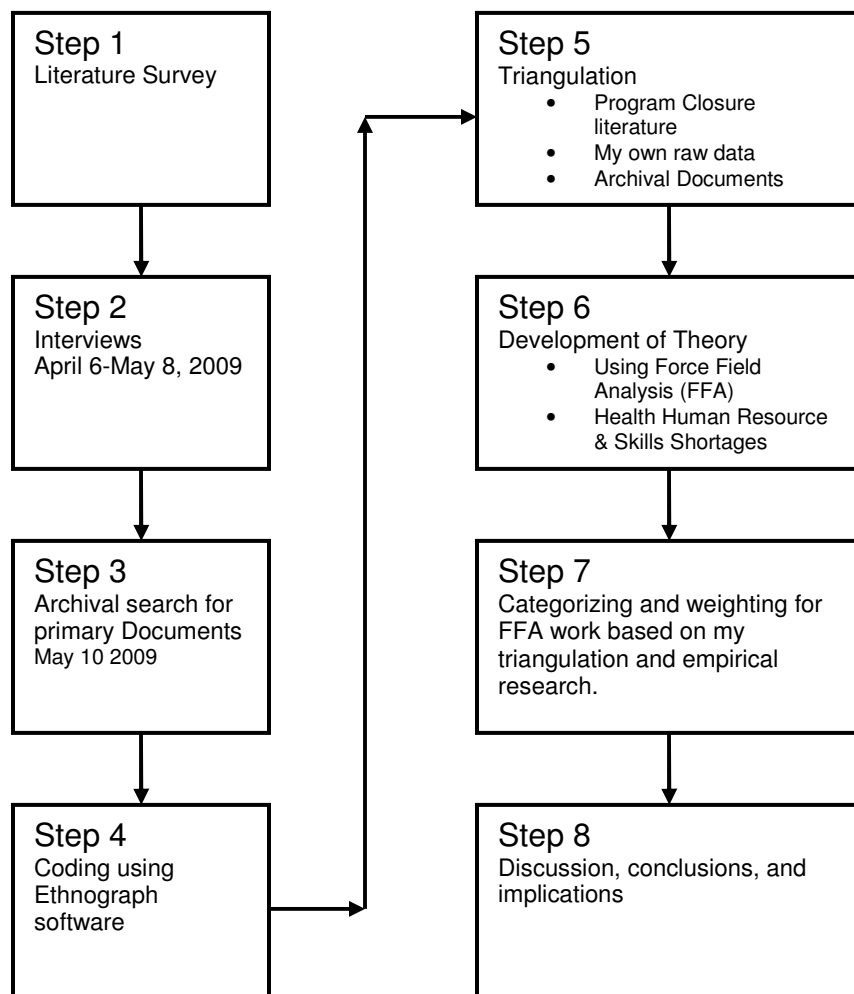 Step 1
Literature Survey
Step 2
Interviews
April 6-May 8, 2009
Step 3
Archival search for
primary Documents
May 10 2009
Step 4
Coding using
Ethnograph
software
Step 5
Triangulation
• Program Closure
literature
• My own raw data
• Archival Documents
Step 6
Development of Theory
• Using Force Field
Analysis (FFA)
• Health Human Resource
& Skills Shortages
Step 7
Categorizing and weighting for
FFA work based on my
triangulation and empirical
research.
Step 8
Discussion, conclusions, and
implications